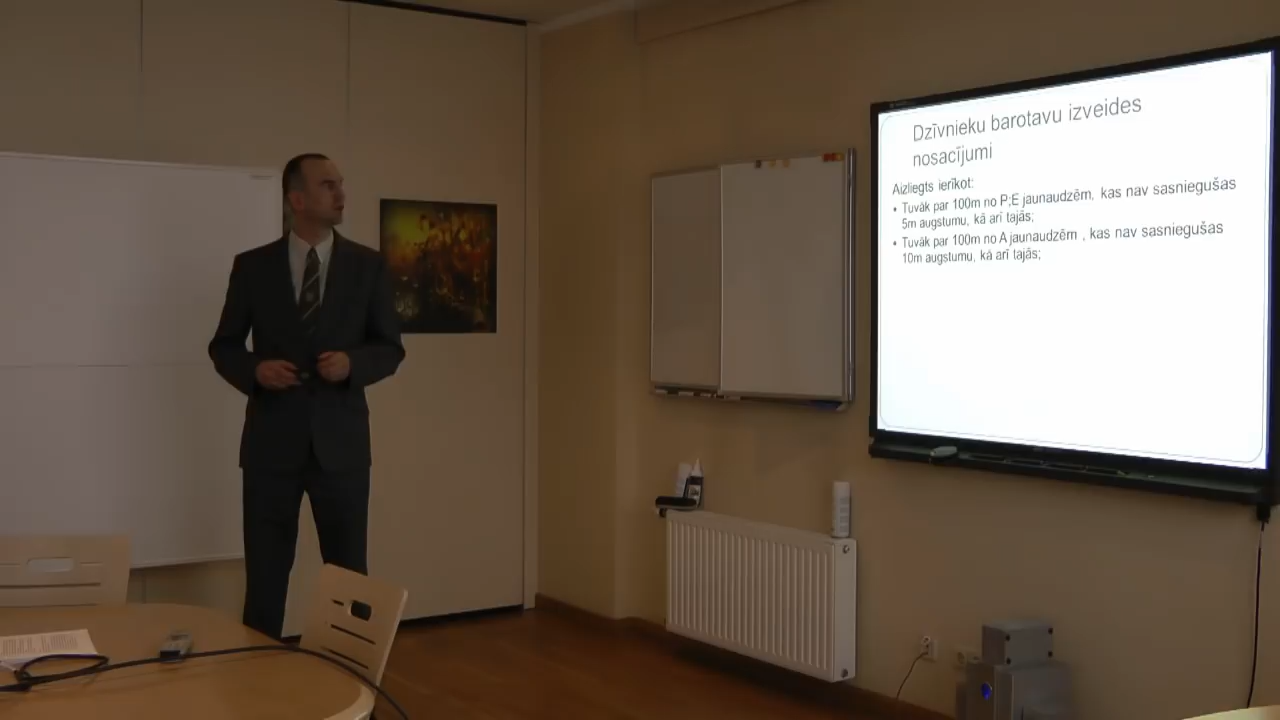 Dzīvnieku barotavu izveides
nosacījumi
Aizliegts ierīkot:
• Tuvāk par 100m no P;E jaunaudzēm, kas nav sasniegušas
5m augstumu, kā arī tajās;
• Tuvāk par 100m no A jaunaudzēm , kas nav sasniegušas
10m augstumu, kā arī tajās;